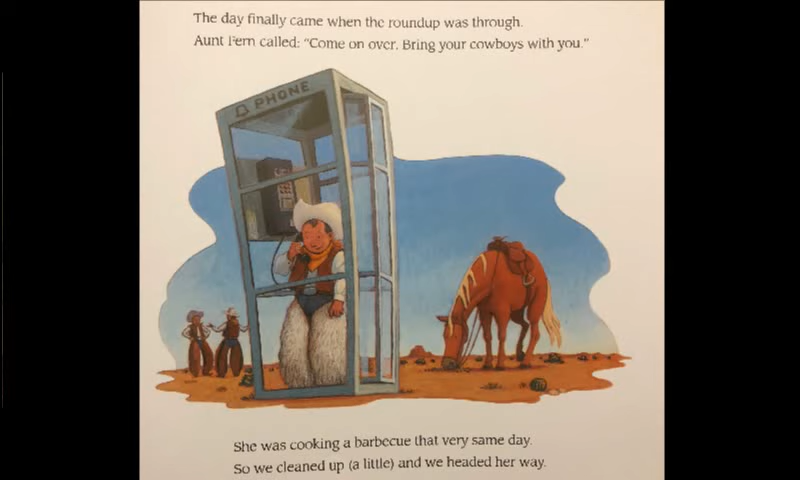 The day finally came when the roundup was through.
Aunt Fern called: “Come on over. Bring your cowboys with you.”
PHONE
She was cooking a barbecue that very same day.
So we cleaned up (a little) and we headed her way.